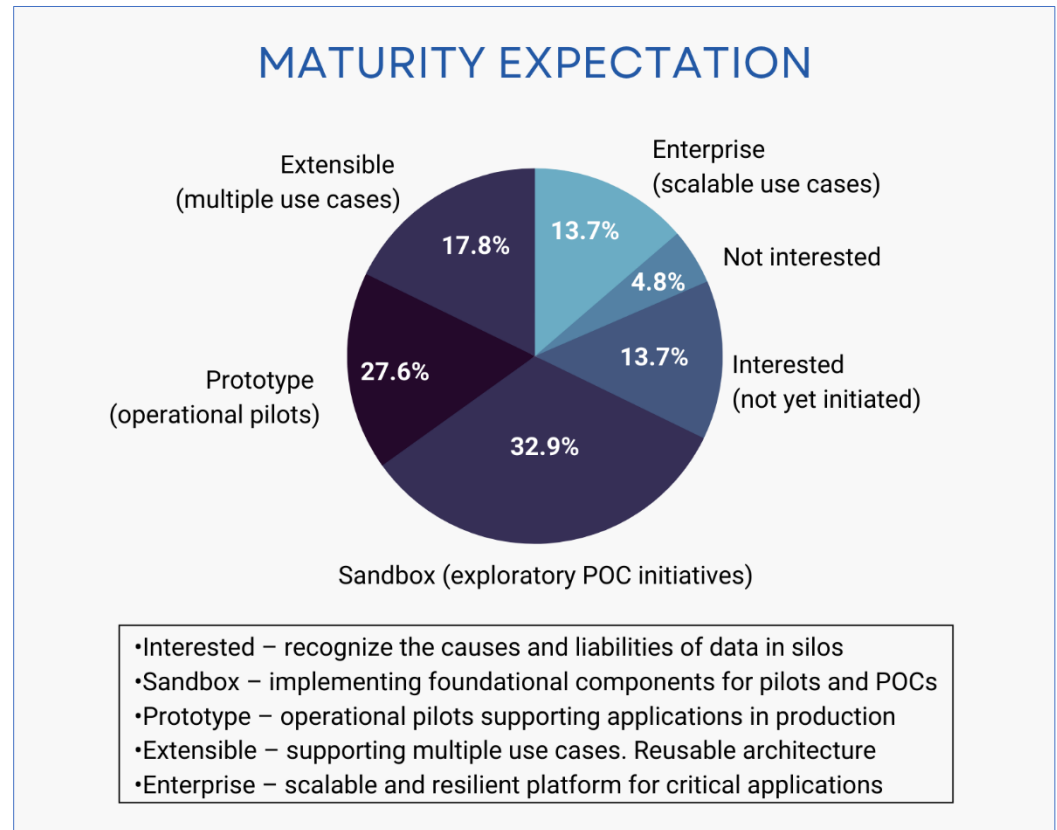 MATURITY EXPECTATION
Extensible
(multiple use cases)
Enterprise
(scalable use cases)
17.8%
13.7%
Not interested
4.8%
Prototype
(operational pilots)
27.6%
13.7%
Interested
(not yet initiated)
32.9%
Sandbox (exploratory POC initiatives)
•Interested – recognize the causes and liabilities of data in silos
•Sandbox – implementing foundational components for pilots and POCs
•Prototype – operational pilots supporting applications in production
•Extensible – supporting multiple use cases. Reusable architecture
•Enterprise – scalable and resilient platform for critical applications